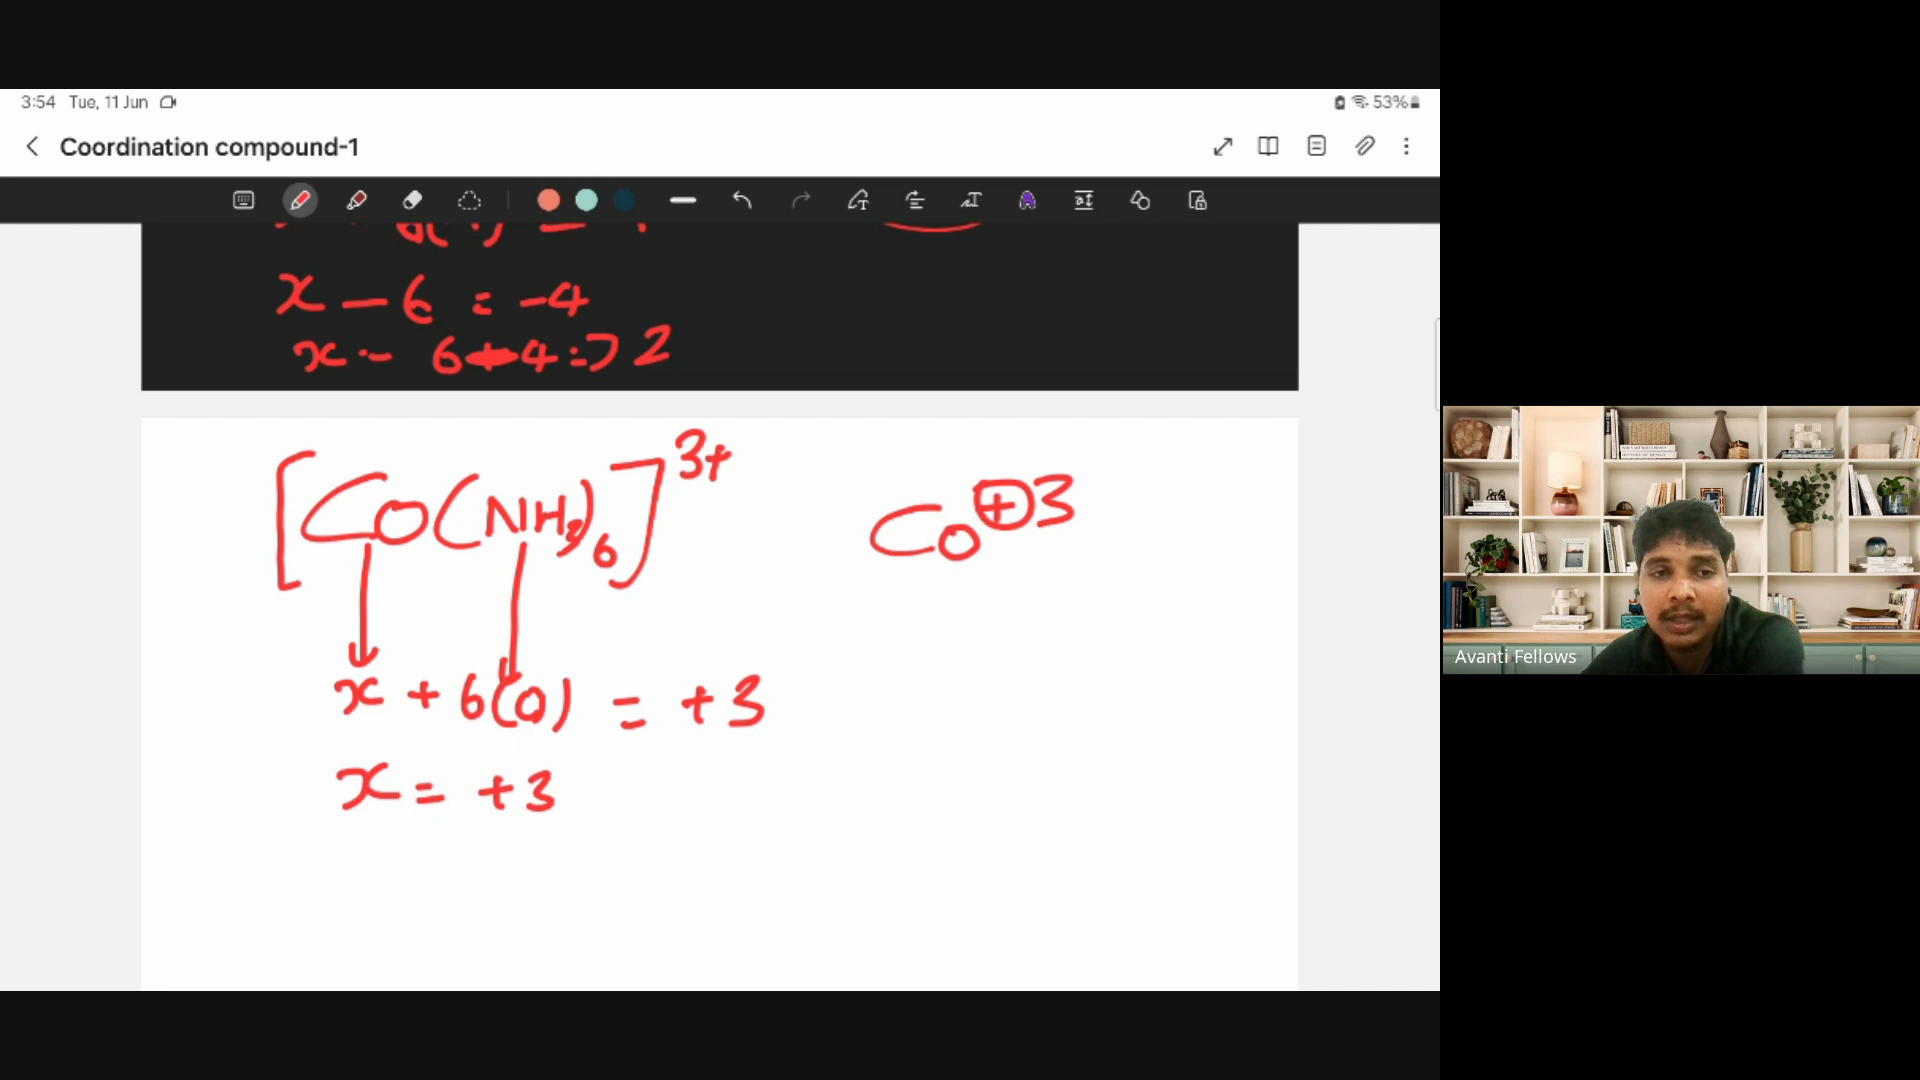 3:54 Tue, 11 Jun 53%
Coordination compound-1
x - 6 = -4
x = 6-4 => 2
[Co(NH3)6]3+ Co+3
x + 6(0) = +3
x = +3
Avanti Fellows